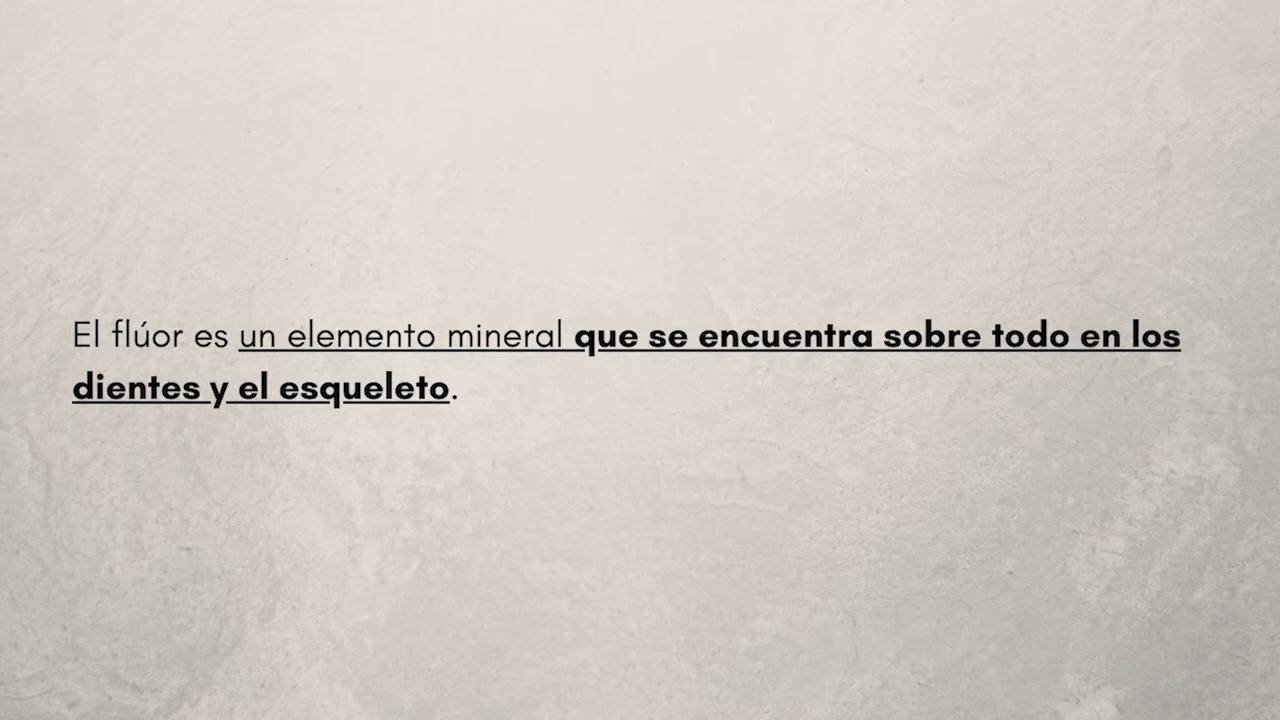 El flúor es un elemento mineral que se encuentra sobre todo en los
dientes y el esqueleto.